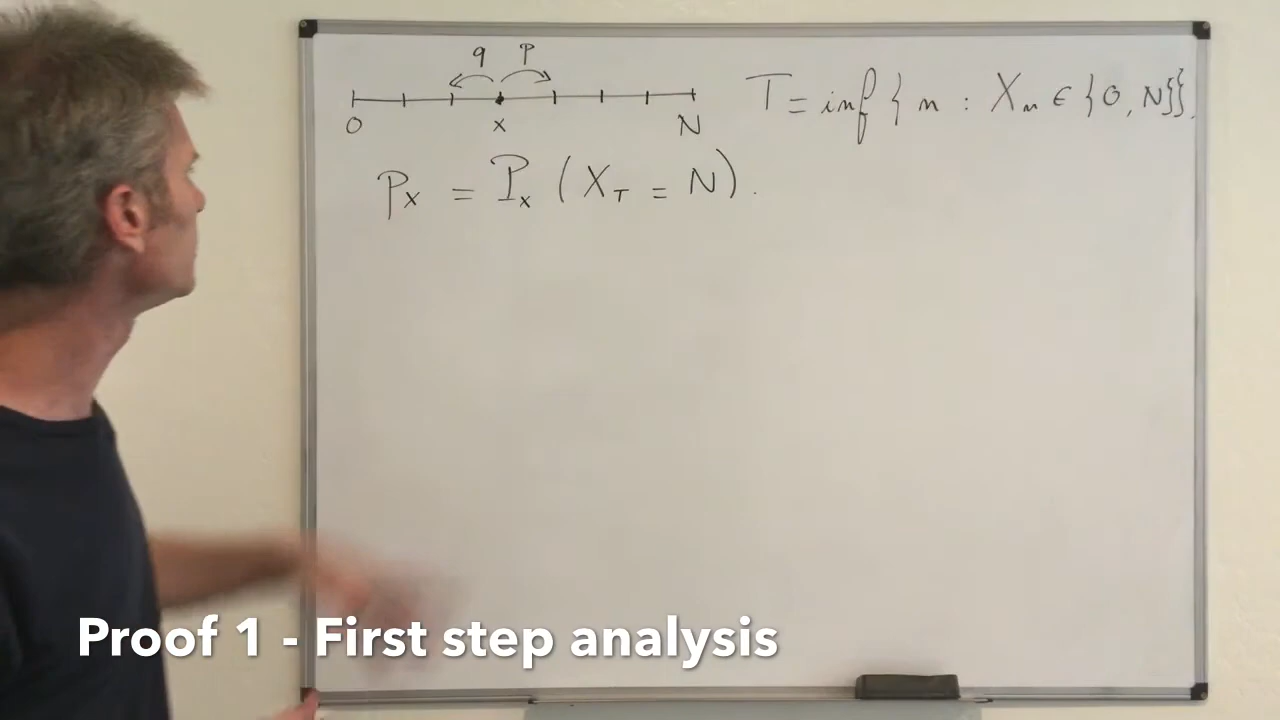 q p
0 x N
T = inf { n : Xₙ ∈ {0, N}}.
pₓ = ℙₓ ( X_T = N ) .
Proof 1 - First step analysis